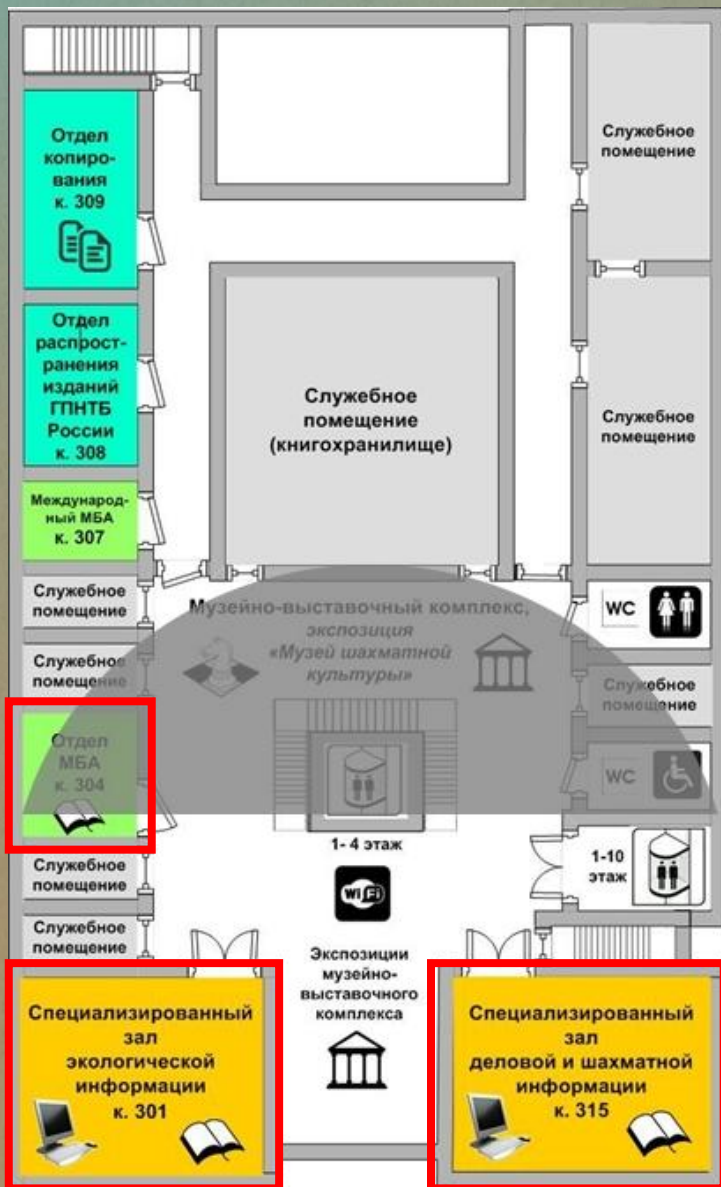 Отдел
копиро-
вания
к. 309
Служебное
помещение
Отдел
распрост-
ранения
изданий
ГПНТБ
России
к. 308
Служебное
помещение
(книгохранилище)
Служебное
помещение
Международ-
ный МБА
к. 307
Служебное
помещение
Музейно-выставочный комплекс,
экспозиция
«Музей шахматной
культуры»
WC
Служебное
помещение
Служебное
помещение
Отдел
МБА
к. 304
WC
1- 4 этаж
1-10
этаж
Служебное
помещение
WiFi
Служебное
помещение
Экспозиции
музейно-
выставочного
комплекса
Специализированный
зал
экологической
информации
к. 301
Специализированный
зал
деловой и шахматной
информации
к. 315